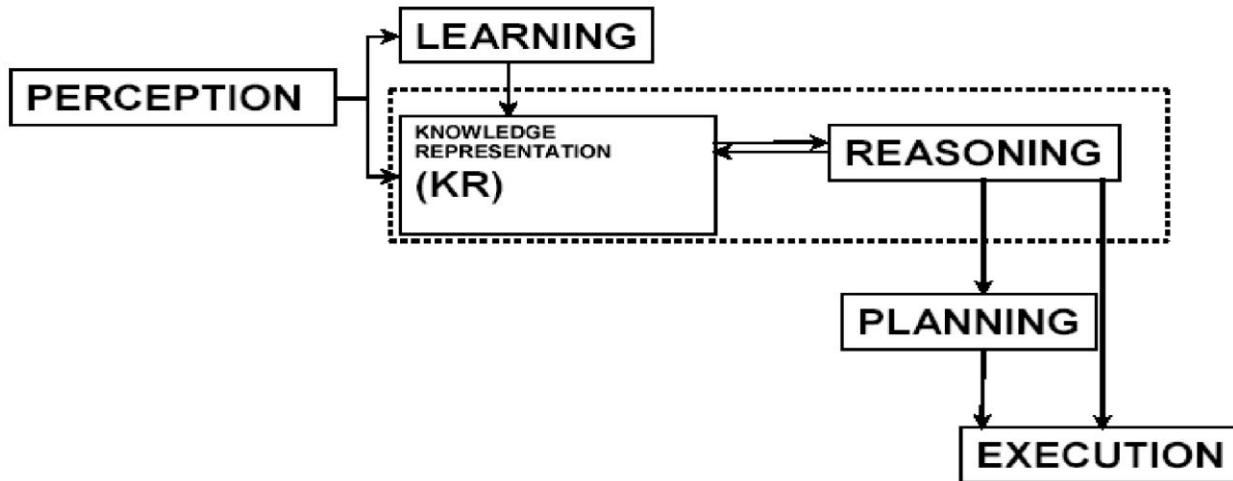 LEARNING
PERCEPTION
KNOWLEDGE
REPRESENTATION
(KR)
REASONING
PLANNING
EXECUTION